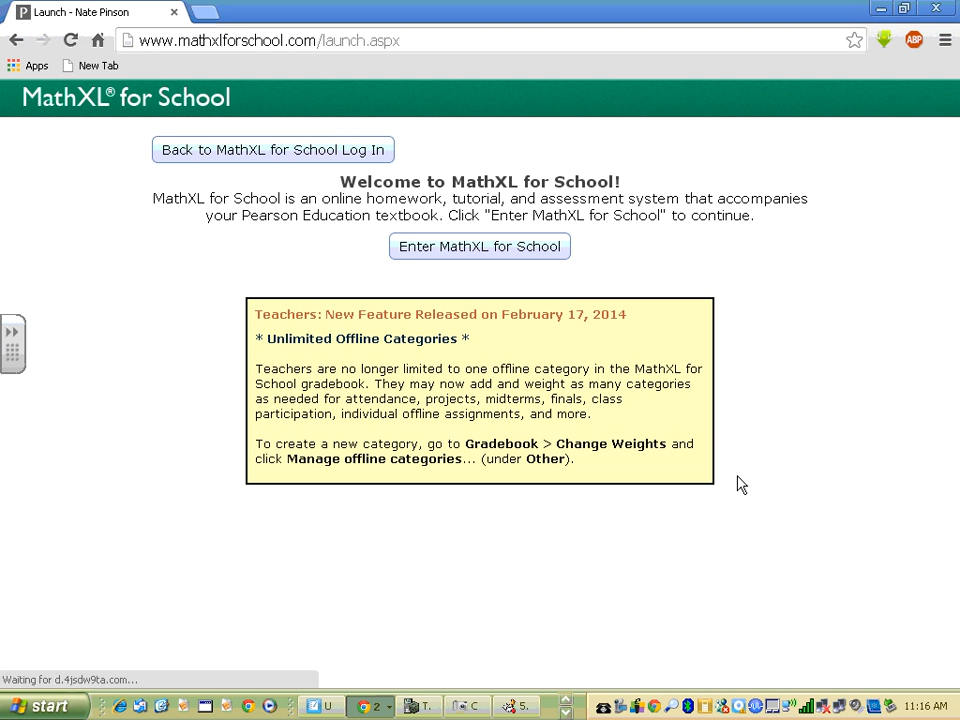 Launch - Nate Pinson
www.mathxlforschool.com/launch.aspx
ABP
Apps New Tab
MathXL® for School
Back to MathXL for School Log In
Welcome to MathXL for School!
MathXL for School is an online homework, tutorial, and assessment system that accompanies
your Pearson Education textbook. Click "Enter MathXL for School" to continue.
Enter MathXL for School
Teachers: New Feature Released on February 17, 2014
* Unlimited Offline Categories *
Teachers are no longer limited to one offline category in the MathXL for
School gradebook. They may now add and weight as many categories
as needed for attendance, projects, midterms, finals, class
participation, individual offline assignments, and more.
To create a new category, go to Gradebook > Change Weights and
click Manage offline categories... (under Other).
Waiting for d.4jsdw9ta.com...
start U 2 T. C 5. 11:16 AM